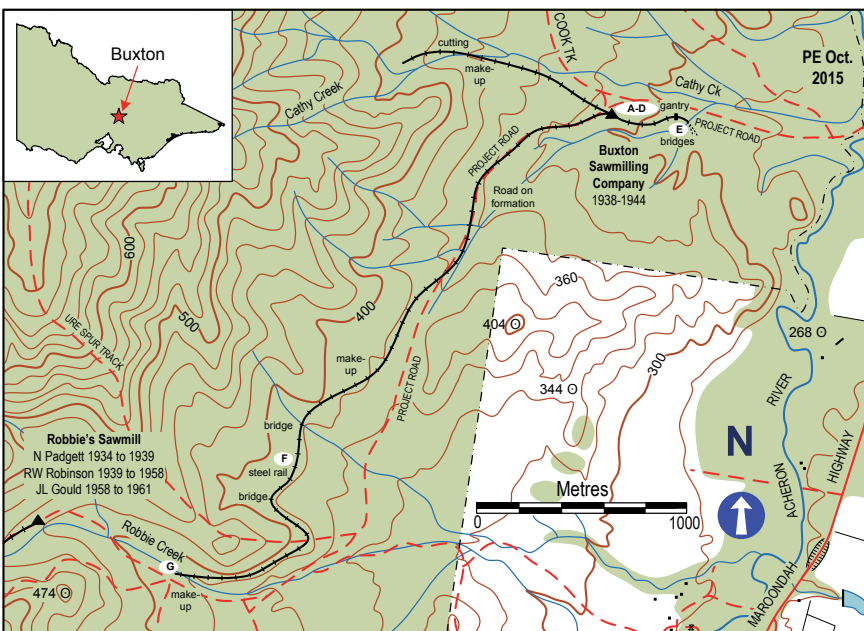 Buxton
cutting
make-
up
COOK TK
PE Oct.
2015
Cathy Creek
Cathy Ck
A-D
gantry
E
PROJECT ROAD
bridges
PROJECT ROAD
Buxton
Sawmilling
Company
1938-1944
Road on
formation
600
500
400
360
404
300
268
344
URE SPUR TRACK
make-
up
PROJECT ROAD
RIVER
ACHERON
HIGHWAY
MAROONDAH
N
bridge
F
steel rail
bridge
Robbie's Sawmill
N Padgett 1934 to 1939
RW Robinson 1939 to 1958
JL Gould 1958 to 1961
Metres
0
1000
Robbie Creek
G
make-
up
474